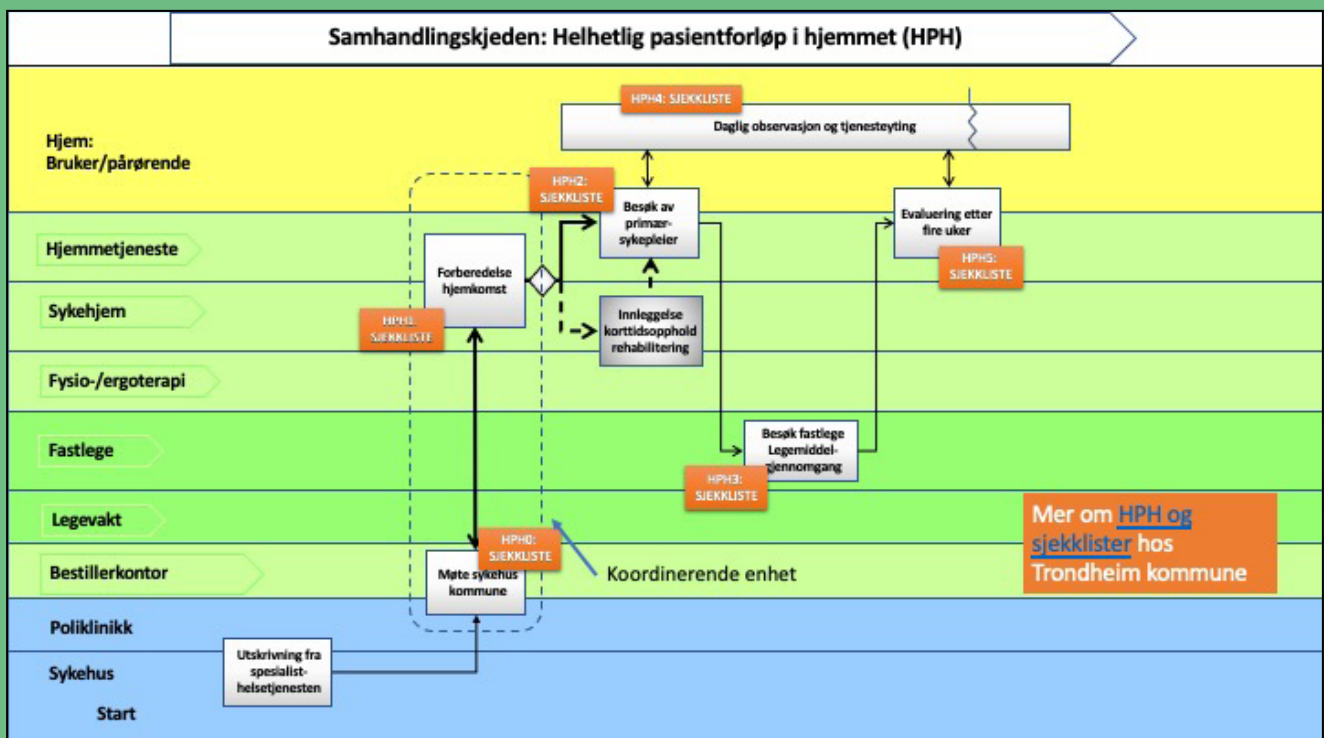 Samhandlingskjeden: Helhetlig pasientforløp i hjemmet (HPH)
HPH4: SJEKKLISTE
Daglig observasjon og tjenesteyting
Hjem:
Bruker/pårørende
HPH2:
SJEKKLISTE
Besøk av
primær-
sykepleier
Evaluering etter
fire uker
HPH5:
SJEKKLISTE
Hjemmetjeneste
Forberedelse
hjemkomst
Sykehjem
HPH1.
SJEKKLISTE
Innleggelse
korttidsopphold
rehabilitering
Fysio-/ergoterapi
Fastlege
Besøk fastlege
Legemiddel-
gjennomgang
HPH3:
SJEKKLISTE
Legevakt
Mer om HPH og
sjekklister hos
Trondheim kommune
HPH0:
SJEKKLISTE
Bestillerkontor
Møte sykehus
kommune
Koordinerende enhet
Poliklinikk
Utskrivning fra
spesialist-
helsetjenesten
Sykehus
Start